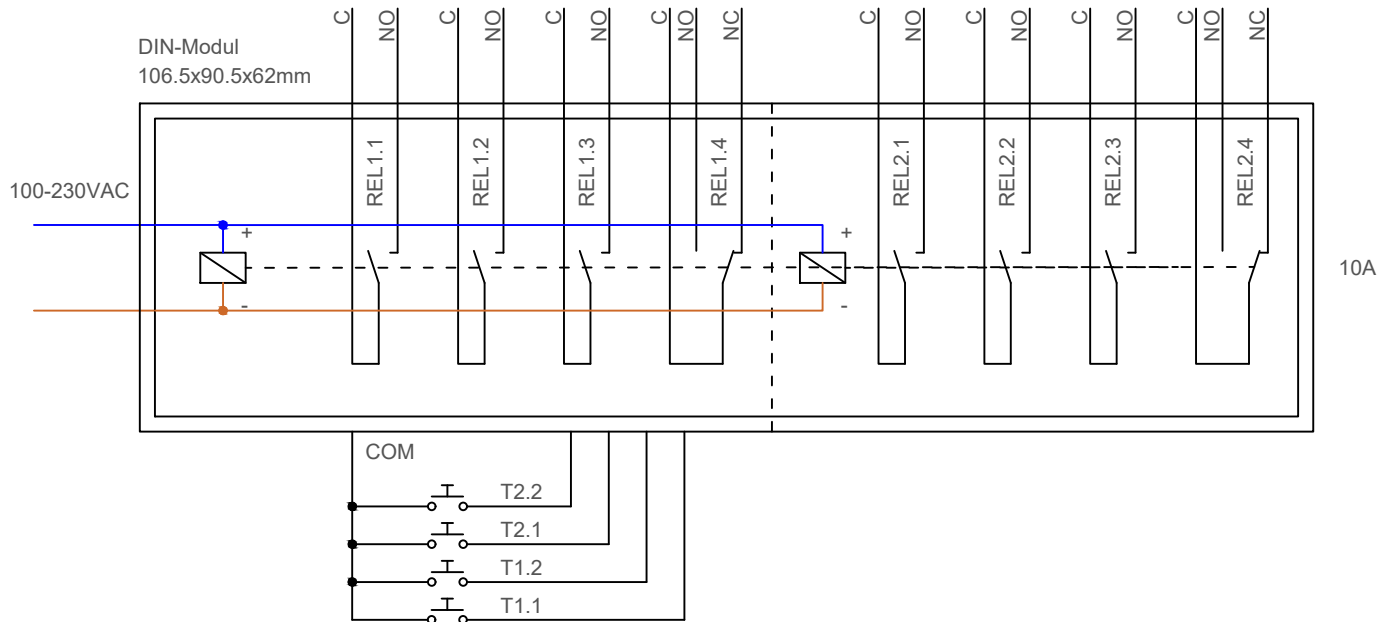 C NO C NO C NO C NO NC C NO C NO C NO C NO NC
DIN-Modul
106.5x90.5x62mm
REL1.1 REL1.2 REL1.3 REL1.4 REL2.1 REL2.2 REL2.3 REL2.4
100-230VAC
+ +
10A
- -
COM
T2.2
T2.1
T1.2
T1.1